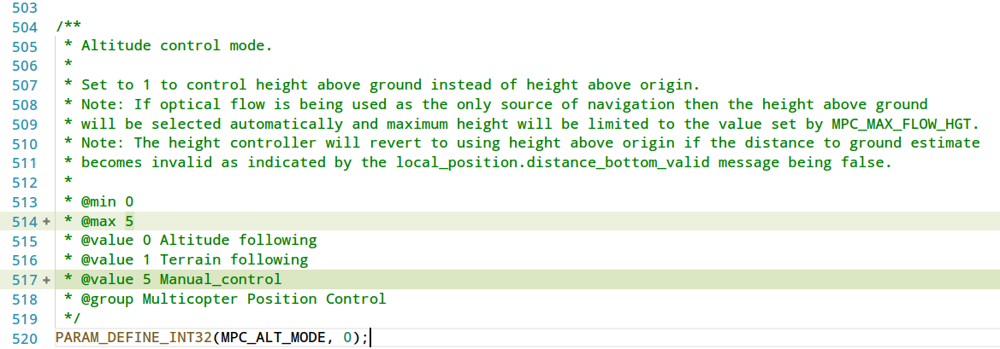 503
504 /**
505 * Altitude control mode.
506 *
507 * Set to 1 to control height above ground instead of height above origin.
508 * Note: If optical flow is being used as the only source of navigation then the height above ground
509 * will be selected automatically and maximum height will be limited to the value set by MPC_MAX_FLOW_HGT.
510 * Note: The height controller will revert to using height above origin if the distance to ground estimate
511 * becomes invalid as indicated by the local_position.distance_bottom_valid message being false.
512 *
513 * @min 0
514 + * @max 5
515 * @value 0 Altitude following
516 * @value 1 Terrain following
517 + * @value 5 Manual_control
518 * @group Multicopter Position Control
519 */
520 PARAM_DEFINE_INT32(MPC_ALT_MODE, 0);